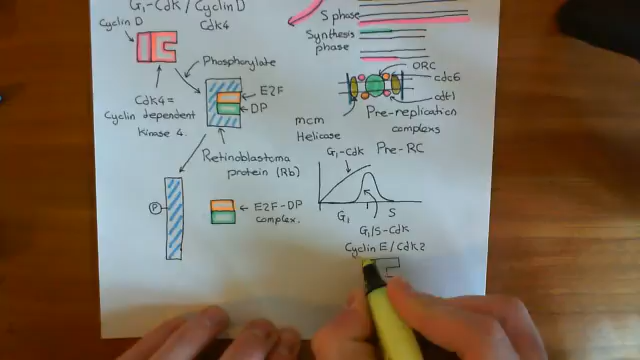 G1-Cdk / Cyclin D
Cdk4
Cyclin D
Phosphorylate
Cdk4 =
Cyclin dependent
Kinase 4.
E2F
DP
Retinoblastoma
protein (Rb)
P
E2F-DP
complex.
S phase
Synthesis
phase
ORC
cdc6
cdt1
mcm
Helicase
Pre-replication
complexes
Pre-RC
G1-Cdk
G1
S
G1/S-Cdk
Cyclin E / Cdk2